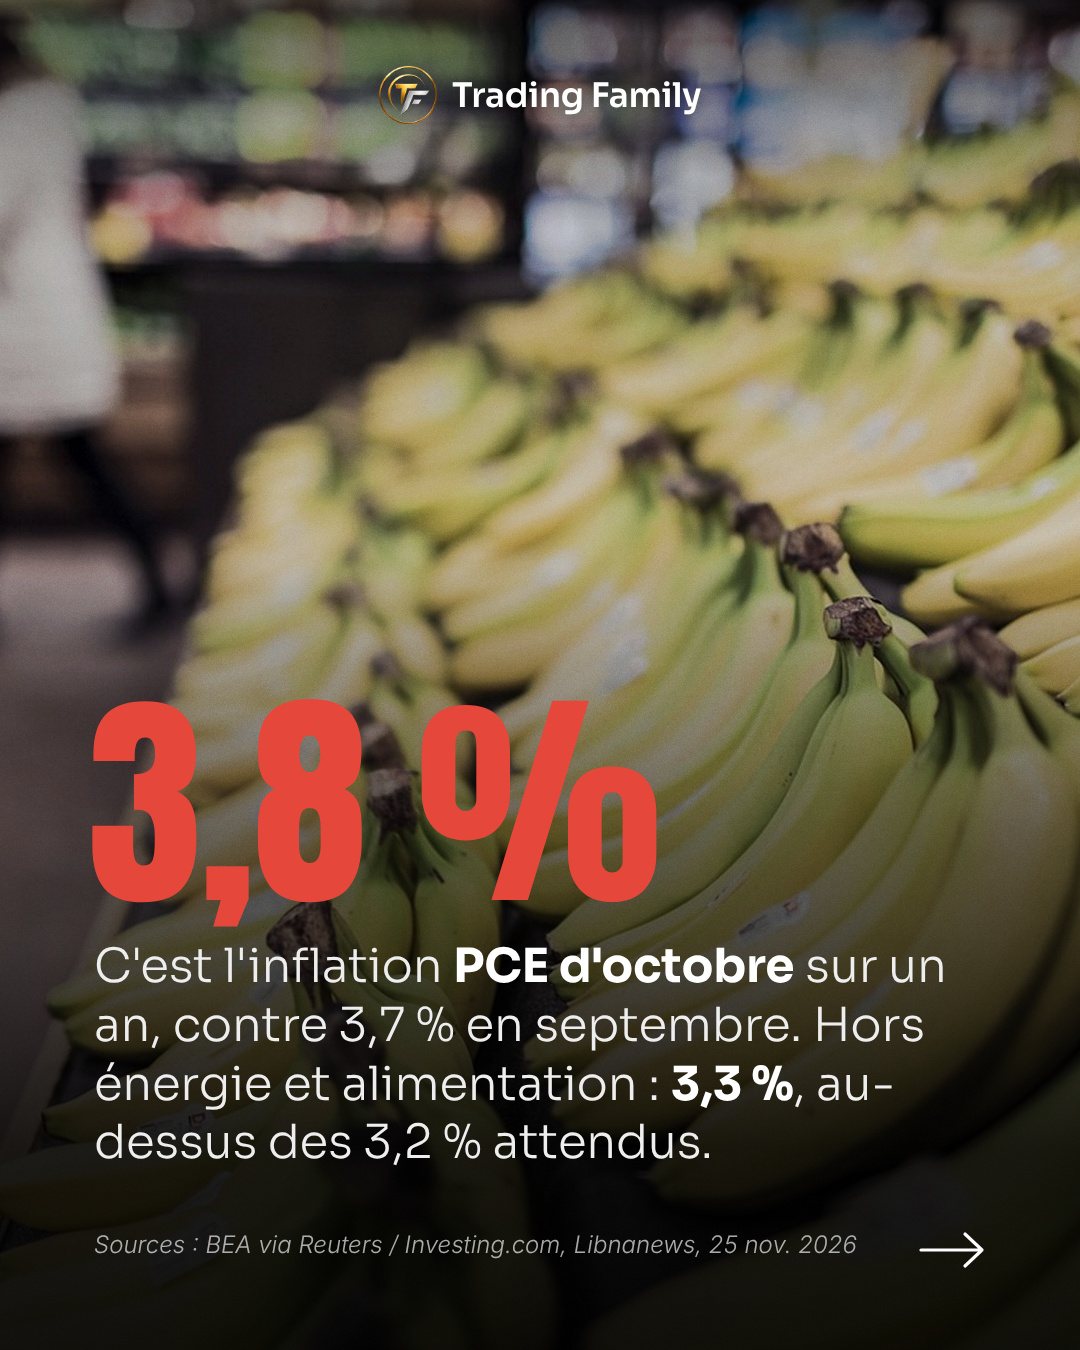 Trading Family
3,8 %
C'est l'inflation PCE d'octobre sur un
an, contre 3,7 % en septembre. Hors
énergie et alimentation : 3,3 %, au-
dessus des 3,2 % attendus.
Sources : BEA via Reuters / Investing.com, Libnanews, 25 nov. 2026